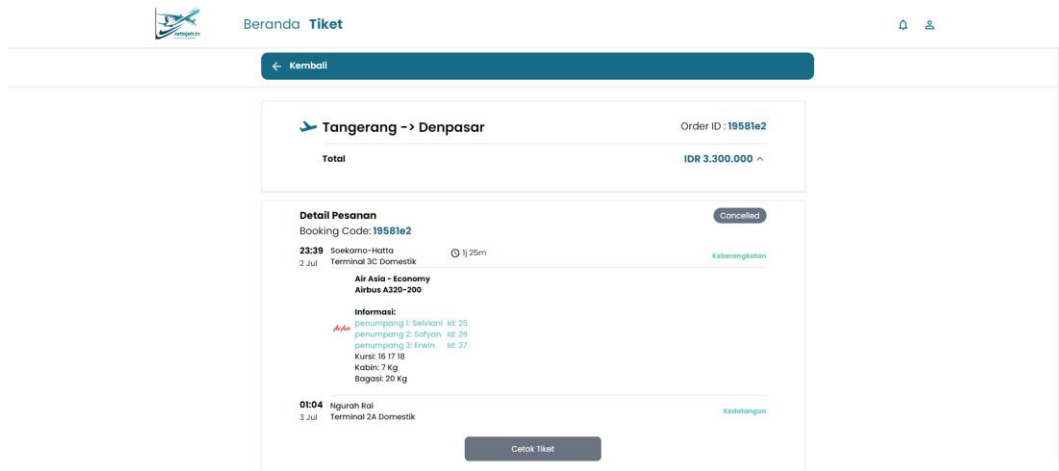 Beranda Tiket
← Kembali
Tangerang -> Denpasar
Order ID : 19581e2
Total
IDR 3.300.000
Detail Pesanan
Cancelled
Booking Code: 19581e2
23:39 Soekarno-Hatta
1j 25m
2 Jul Terminal 3C Domestik
Keberangkatan
Air Asia - Economy
Airbus A320-200
Informasi:
AirAsia
penumpang 1: Selviani Id: 25
penumpang 2: Sofyan Id: 26
penumpang 3: Erwin Id: 27
Kursi: 16 17 18
Kabin: 7 Kg
Bagasi: 20 Kg
01:04 Ngurah Rai
3 Jul Terminal 2A Domestik
Kedatangan
Cetak Tiket